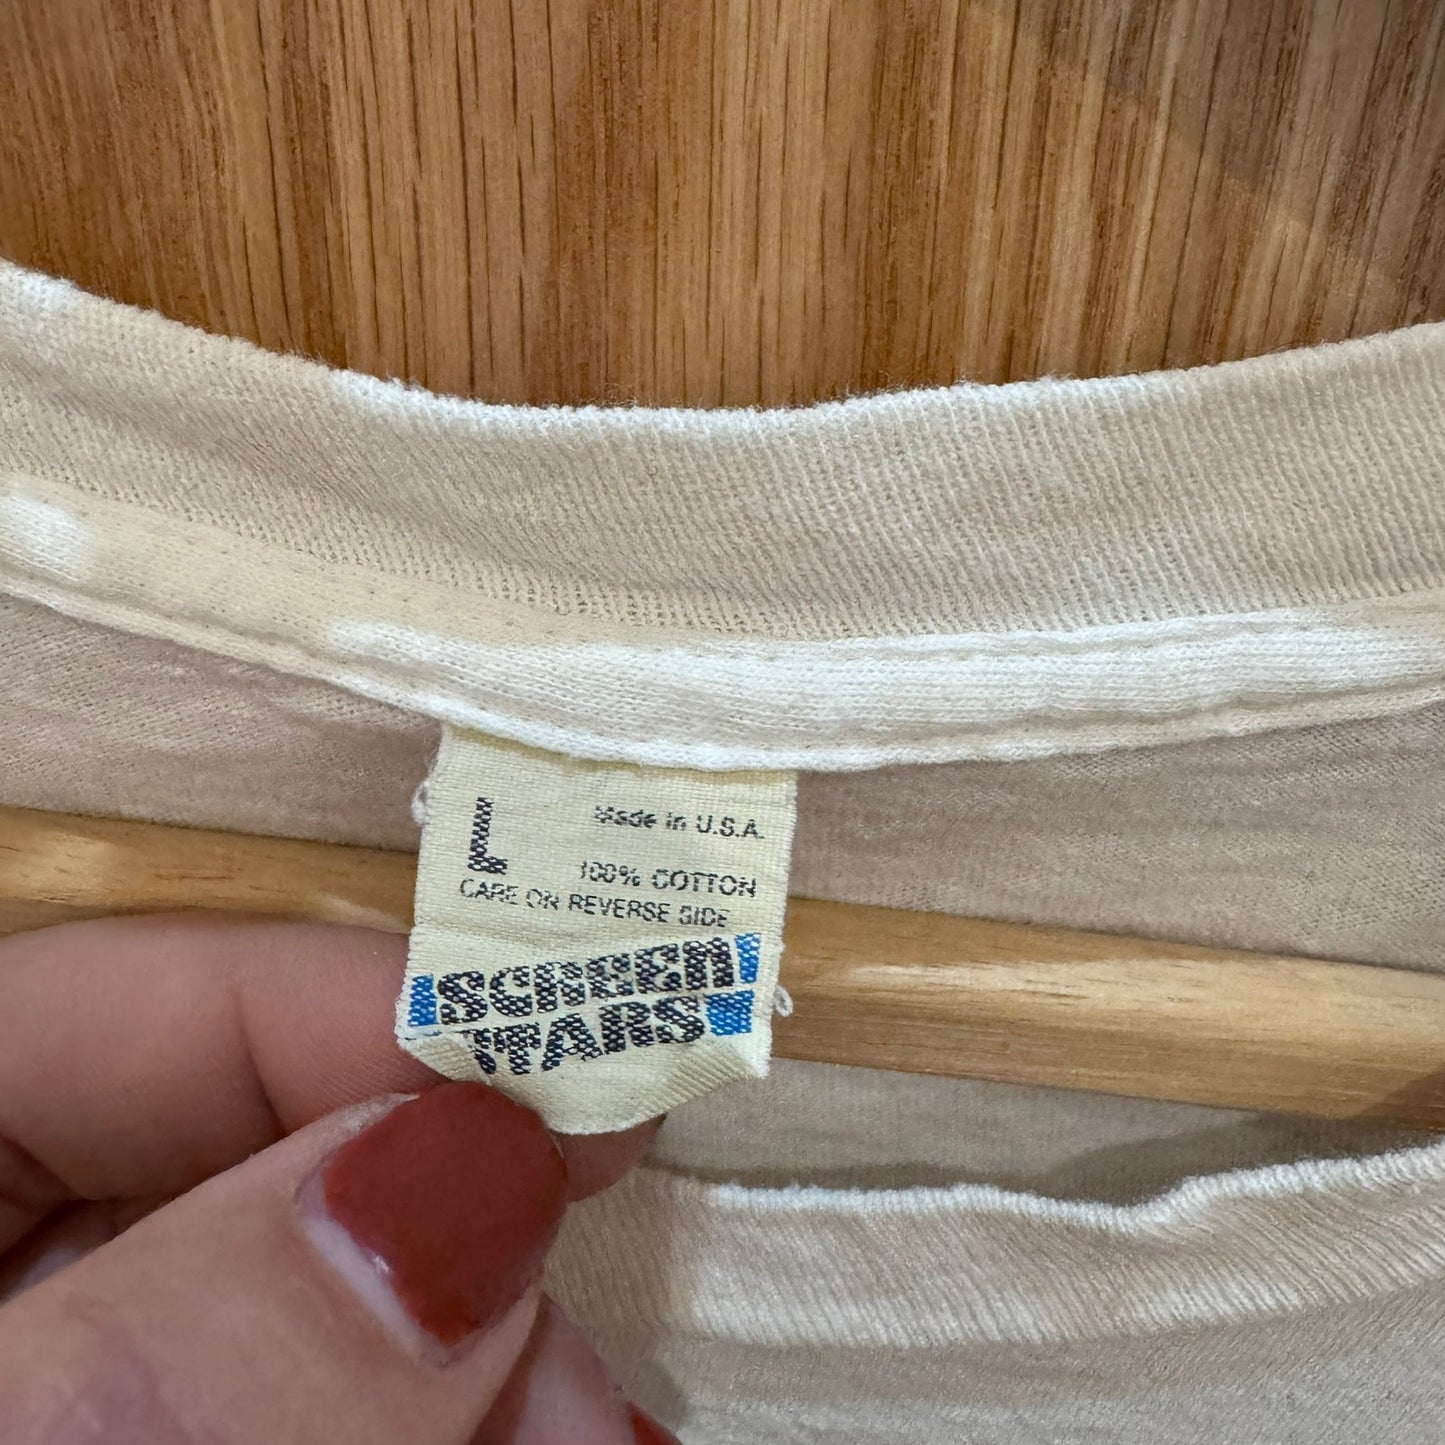 L
Made in U.S.A.
100% COTTON
CARE ON REVERSE SIDE
SCREEN
STARS